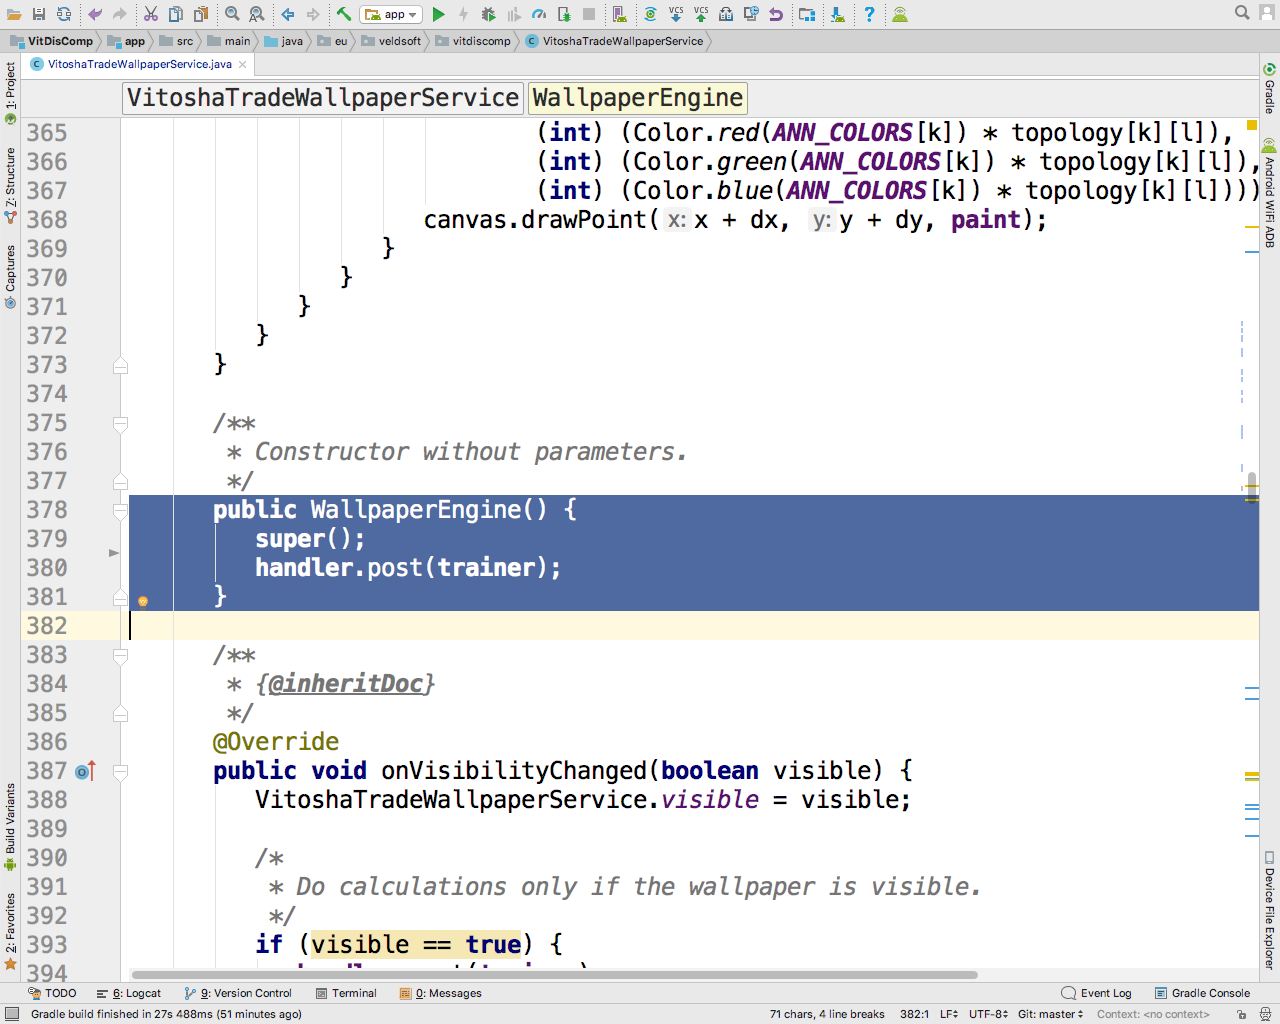 app
VCS VCS
VitDisComp app src main java eu veldsoft vitdiscomp VitoshaTradeWallpaperService
VitoshaTradeWallpaperService.java
VitoshaTradeWallpaperService WallpaperEngine
365 (int) (Color.red(ANN_COLORS[k]) * topology[k][l]),
366 (int) (Color.green(ANN_COLORS[k]) * topology[k][l]),
367 (int) (Color.blue(ANN_COLORS[k]) * topology[k][l])))
368 canvas.drawPoint( x: x + dx, y: y + dy, paint);
369 }
370 }
371 }
372 }
373 }
374
375 /**
376 * Constructor without parameters.
377 */
378 public WallpaperEngine() {
379 super();
380 handler.post(trainer);
381 }
382
383 /**
384 * {@inheritDoc}
385 */
386 @Override
387 public void onVisibilityChanged(boolean visible) {
388 VitoshaTradeWallpaperService.visible = visible;
389
390 /*
391 * Do calculations only if the wallpaper is visible.
392 */
393 if (visible == true) {
394
1: Project
7: Structure
Captures
Build Variants
2: Favorites
Gradle
Android WiFi ADB
Device File Explorer
TODO 6: Logcat 9: Version Control Terminal 0: Messages Event Log Gradle Console
Gradle build finished in 27s 488ms (51 minutes ago) 71 chars, 4 line breaks 382:1 LF÷ UTF-8÷ Git: master÷ Context: <no context>